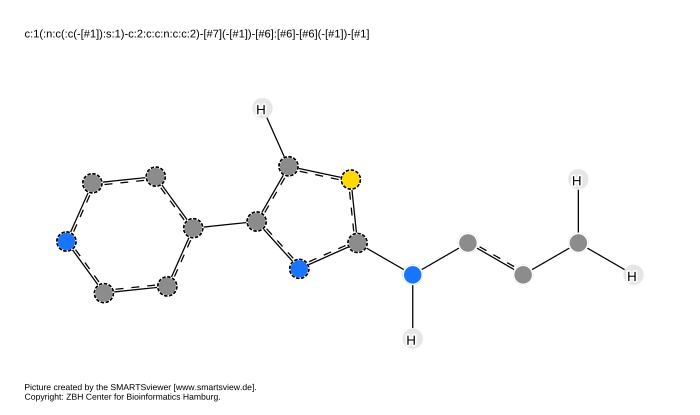 c:1(:n:c(:c(-[#1]):s:1)-c:2:c:c:n:c:c:2)-[#7](-[#1])-[#6]:[#6]-[#6](-[#1])-[#1]
H
H
H
H
Picture created by the SMARTSviewer [www.smartsview.de].
Copyright: ZBH Center for Bioinformatics Hamburg.